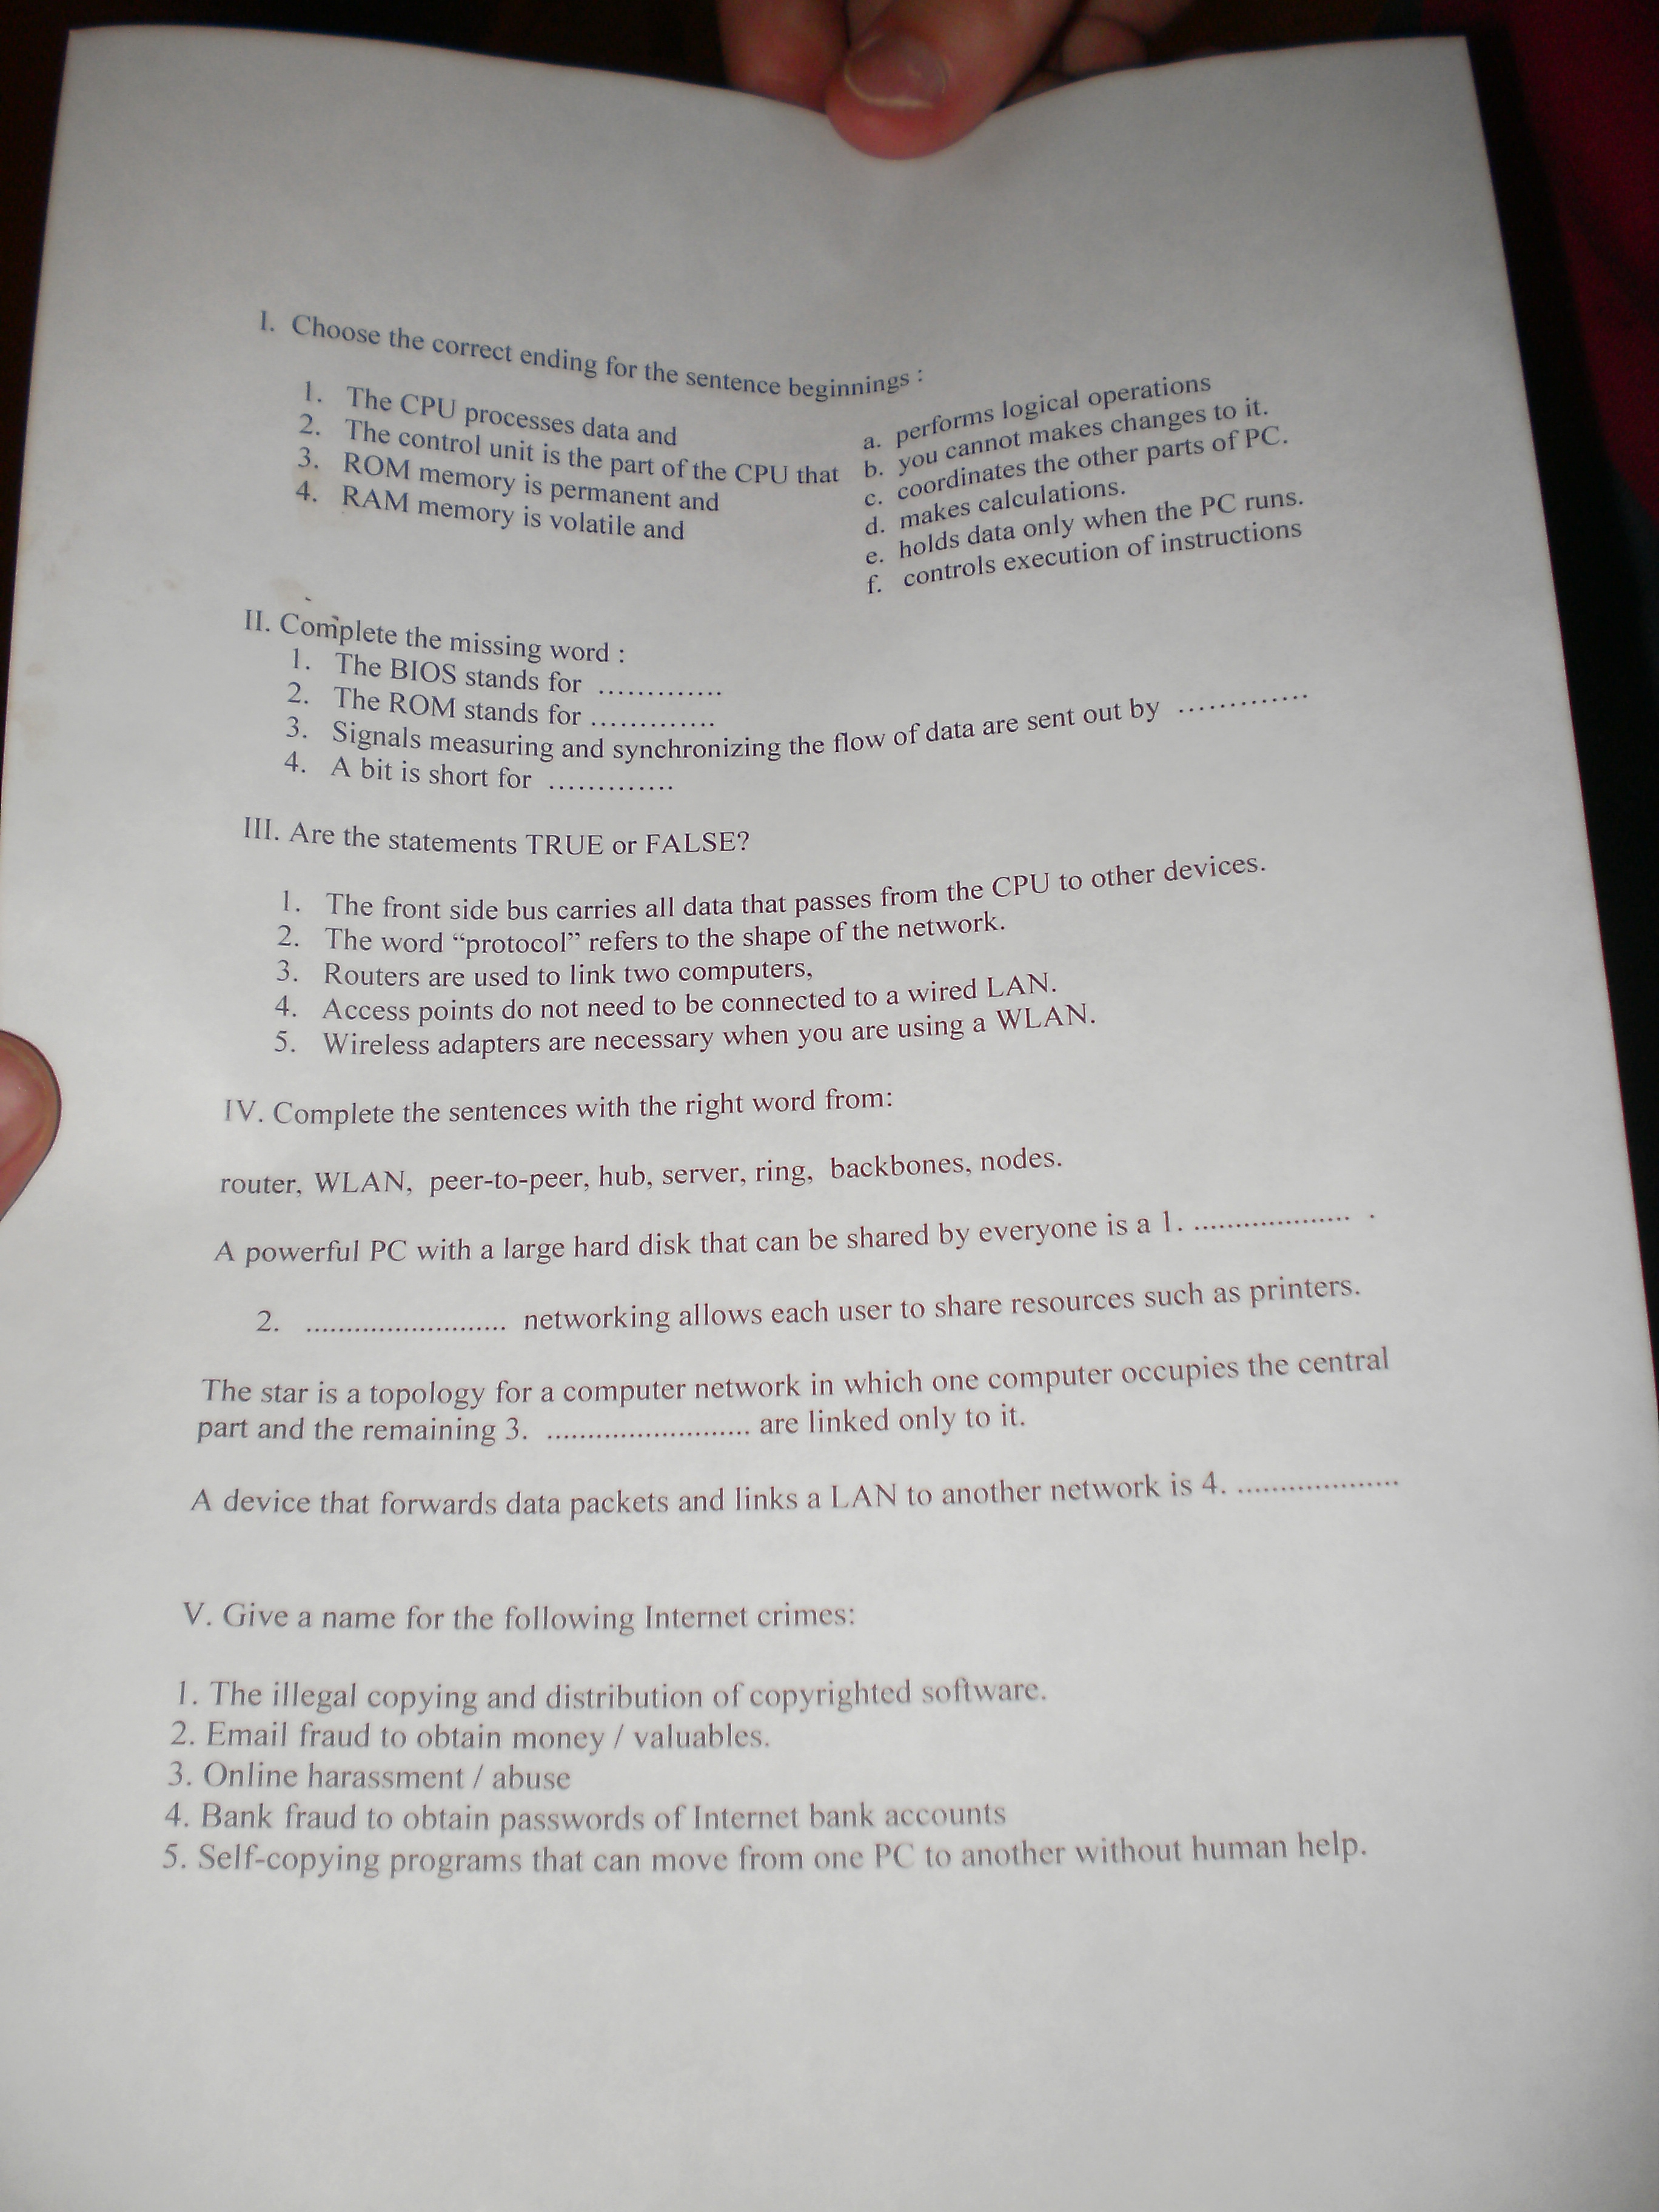 I. Choose the correct ending for the sentence beginnings :
1. The CPU processes data and
2. The control unit is the part of the CPU that
3. ROM memory is permanent and
4. RAM memory is volatile and
a. performs logical operations
b. you cannot makes changes to it.
c. coordinates the other parts of PC.
d. makes calculations.
e. holds data only when the PC runs.
f. controls execution of instructions
II. Complete the missing word :
1. The BIOS stands for .............
2. The ROM stands for .............
3. Signals measuring and synchronizing the flow of data are sent out by .............
4. A bit is short for .............
III. Are the statements TRUE or FALSE?
1. The front side bus carries all data that passes from the CPU to other devices.
2. The word “protocol” refers to the shape of the network.
3. Routers are used to link two computers,
4. Access points do not need to be connected to a wired LAN.
5. Wireless adapters are necessary when you are using a WLAN.
IV. Complete the sentences with the right word from:
router, WLAN, peer-to-peer, hub, server, ring, backbones, nodes.
A powerful PC with a large hard disk that can be shared by everyone is a 1. ................... .
2. ......................... networking allows each user to share resources such as printers.
The star is a topology for a computer network in which one computer occupies the central
part and the remaining 3. ......................... are linked only to it.
A device that forwards data packets and links a LAN to another network is 4. ...................
V. Give a name for the following Internet crimes:
1. The illegal copying and distribution of copyrighted software.
2. Email fraud to obtain money / valuables.
3. Online harassment / abuse
4. Bank fraud to obtain passwords of Internet bank accounts
5. Self-copying programs that can move from one PC to another without human help.